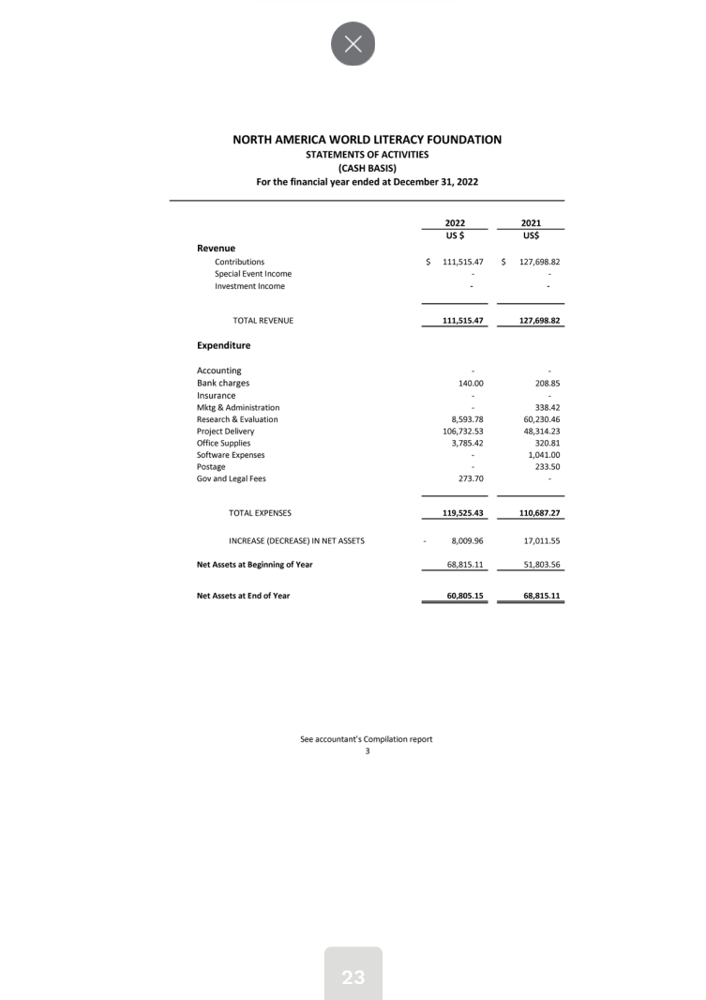 NORTH AMERICA WORLD LITERACY FOUNDATION
STATEMENTS OF ACTIVITIES
(CASH BASIS)
For the financial year ended at December 31, 2022
2022 2021
US $ US$
Revenue
Contributions $ 111,515.47 $ 127,698.82
Special Event Income - -
Investment Income - -
TOTAL REVENUE 111,515.47 127,698.82
Expenditure
Accounting - -
Bank charges 140.00 208.85
Insurance - -
Mktg & Administration - 338.42
Research & Evaluation 8,593.78 60,230.46
Project Delivery 106,732.53 48,314.23
Office Supplies 3,785.42 320.81
Software Expenses - 1,041.00
Postage - 233.50
Gov and Legal Fees 273.70 -
TOTAL EXPENSES 119,525.43 110,687.27
INCREASE (DECREASE) IN NET ASSETS - 8,009.96 17,011.55
Net Assets at Beginning of Year 68,815.11 51,803.56
Net Assets at End of Year 60,805.15 68,815.11
See accountant's Compilation report
3
23